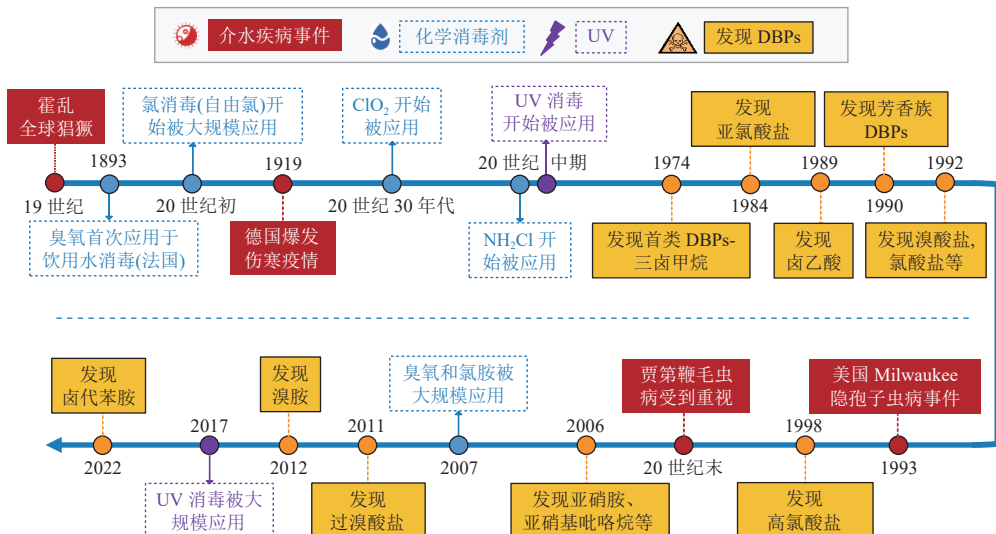 介水疾病事件
化学消毒剂
UV
发现 DBPs
霍乱
全球猖獗
氯消毒(自由氯)开
始被大规模应用
ClO₂ 开始
被应用
UV 消毒
开始被应用
发现
亚氯酸盐
发现芳香族
DBPs
1893
1919
20 世纪 中期
1974
1989
1992
19 世纪
20 世纪初
20 世纪 30 年代
1984
1990
臭氧首次应用于
饮用水消毒(法国)
德国爆发
伤寒疫情
NH₂Cl 开
始被应用
发现首类 DBPs-
三卤甲烷
发现
卤乙酸
发现溴酸盐,
氯酸盐等
发现
卤代苯胺
发现
溴胺
臭氧和氯胺被
大规模应用
贾第鞭毛虫
病受到重视
美国 Milwaukee
隐孢子虫病事件
2017
2011
2006
1998
2022
2012
2007
20 世纪末
1993
UV 消毒被大
规模应用
发现
过溴酸盐
发现亚硝胺、
亚硝基吡咯烷等
发现
高氯酸盐